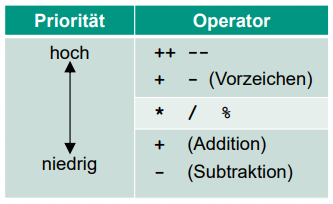 Priorität Operator
hoch ++ --
+ - (Vorzeichen)
* / %
+ (Addition)
niedrig - (Subtraktion)